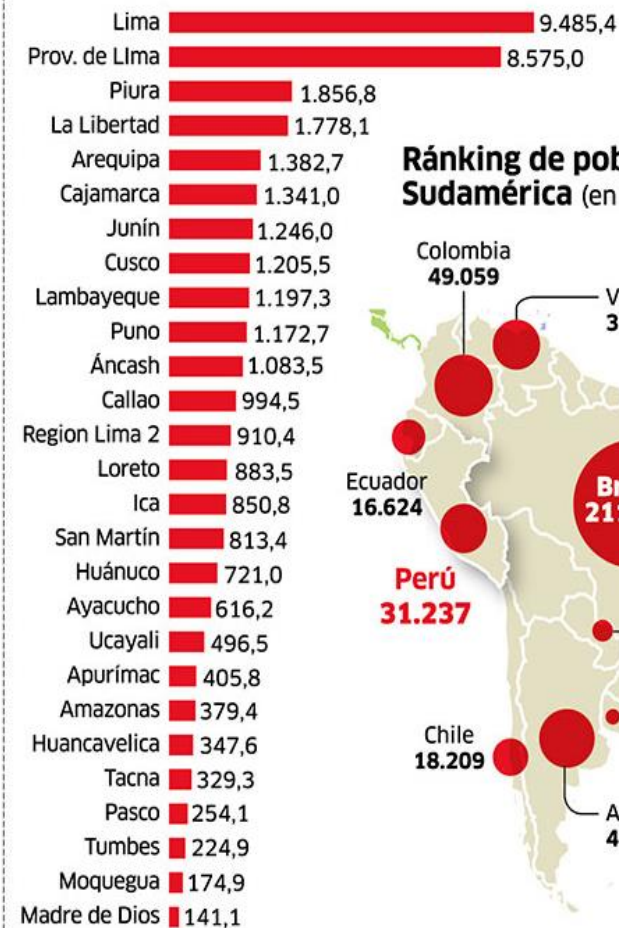 Lima 9.485,4
Prov. de LIma 8.575,0
Piura 1.856,8
La Libertad 1.778,1
Arequipa 1.382,7
Cajamarca 1.341,0
Junín 1.246,0
Cusco 1.205,5
Lambayeque 1.197,3
Puno 1.172,7
Áncash 1.083,5
Callao 994,5
Region Lima 2 910,4
Loreto 883,5
Ica 850,8
San Martín 813,4
Huánuco 721,0
Ayacucho 616,2
Ucayali 496,5
Apurímac 405,8
Amazonas 379,4
Huancavelica 347,6
Tacna 329,3
Pasco 254,1
Tumbes 224,9
Moquegua 174,9
Madre de Dios 141,1
Ránking de
Sudamérica (en
Colombia
49.059
Ecuador
16.624
Perú
31.237
Chile
18.209